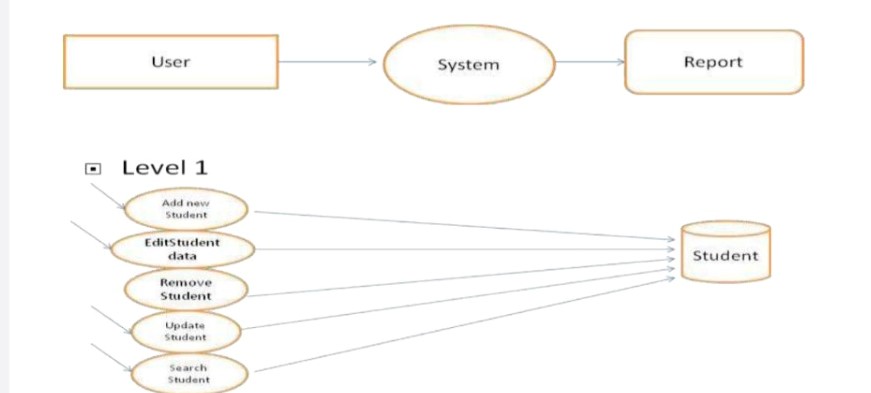 User
System
Report
Level 1
Add new
Student
EditStudent
data
Remove
Student
Update
Student
Search
Student
Student